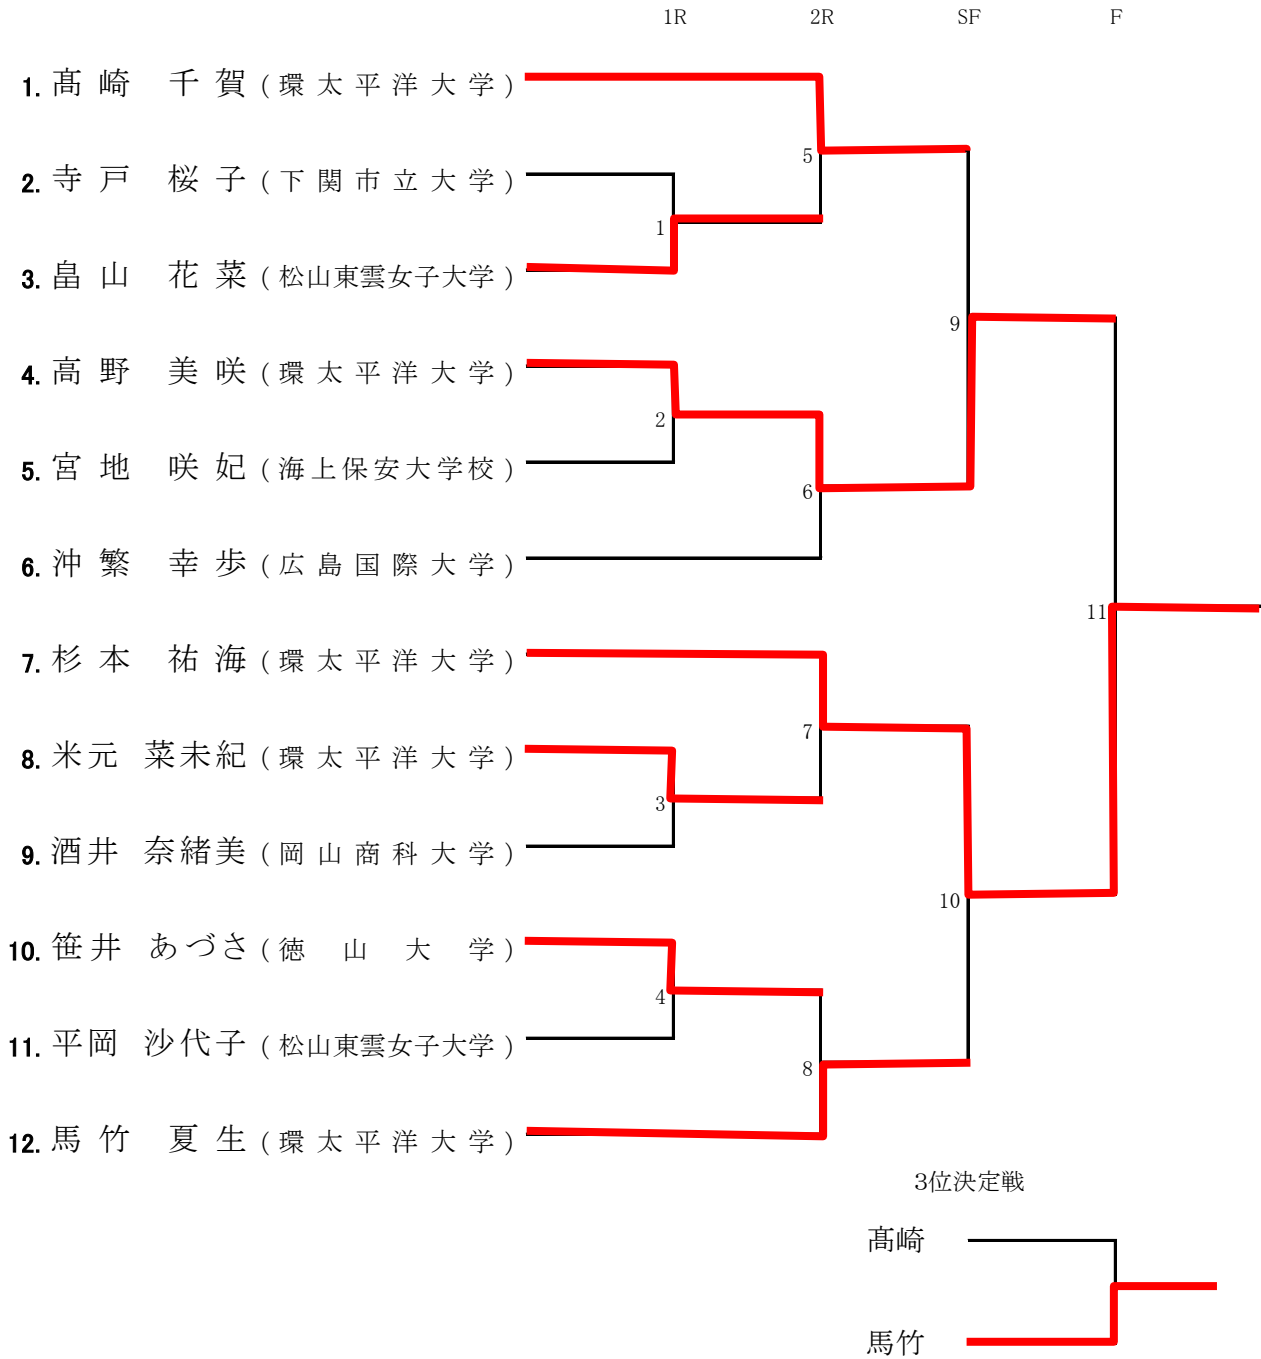 1R 2R SF F
1. 髙崎 千賀 (環太平洋大学)
5
2. 寺戸 桜子 (下関市立大学)
1
3. 畠山 花菜 (松山東雲女子大学)
9
4. 高野 美咲 (環太平洋大学)
2
5. 宮地 咲妃 (海上保安大学校)
6
6. 沖繁 幸歩 (広島国際大学)
11
7. 杉本 祐海 (環太平洋大学)
7
8. 米元 菜未紀 (環太平洋大学)
3
9. 酒井 奈緒美 (岡山商科大学)
10
10. 笹井 あづさ (徳山大学)
4
11. 平岡 沙代子 (松山東雲女子大学)
8
12. 馬竹 夏生 (環太平洋大学)
3位決定戦
髙崎
馬竹